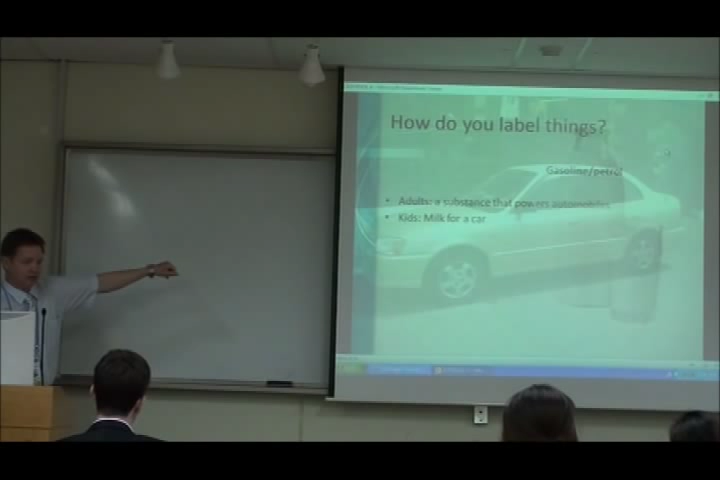 How do you label things?
Gasoline/petrol
• Adults: a substance that powers automobiles
• Kids: Milk for a car